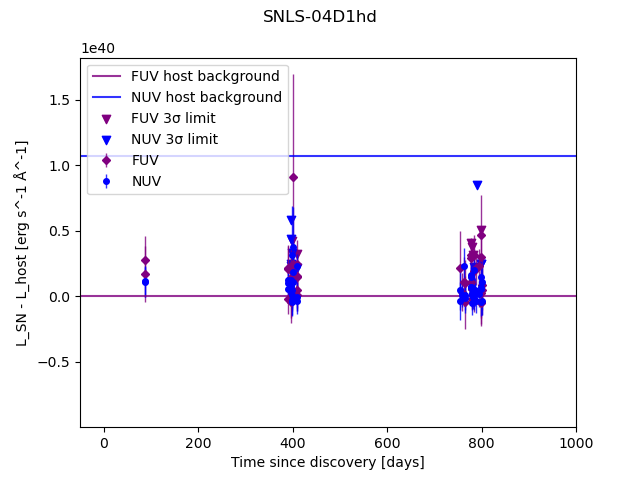 SNLS-04D1hd
1e40
FUV host background
NUV host background
FUV 3σ limit
NUV 3σ limit
FUV
NUV
1.5
1.0
0.5
0.0
−0.5
L_SN - L_host [erg s^-1 Å^-1]
0 200 400 600 800 1000
Time since discovery [days]